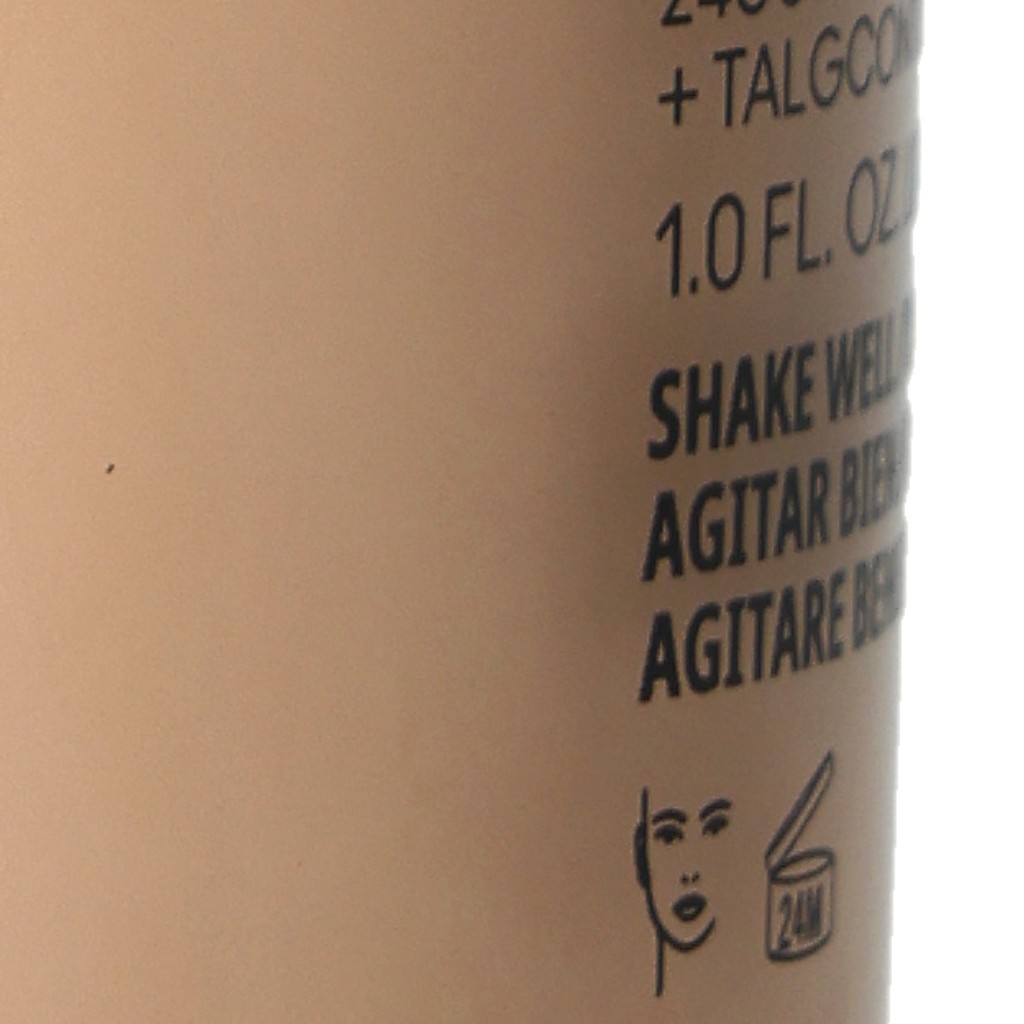 + TALGCON
1.0 FL. OZ.
SHAKE WELL
AGITAR BIEN
AGITARE BENE
24M